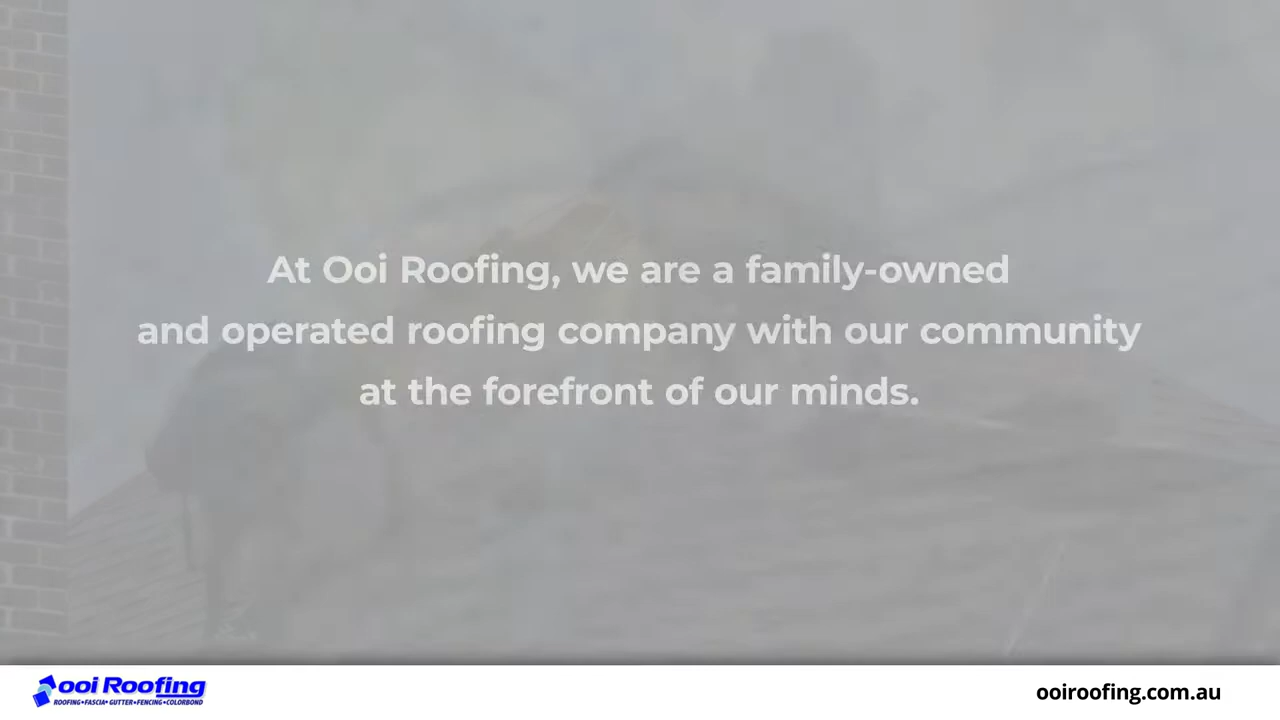 At Ooi Roofing, we are a family-owned
and operated roofing company with our community
at the forefront of our minds.
ooi Roofing
ROOFING•FASCIA•GUTTER•FENCING•COLORBOND
ooiroofing.com.au